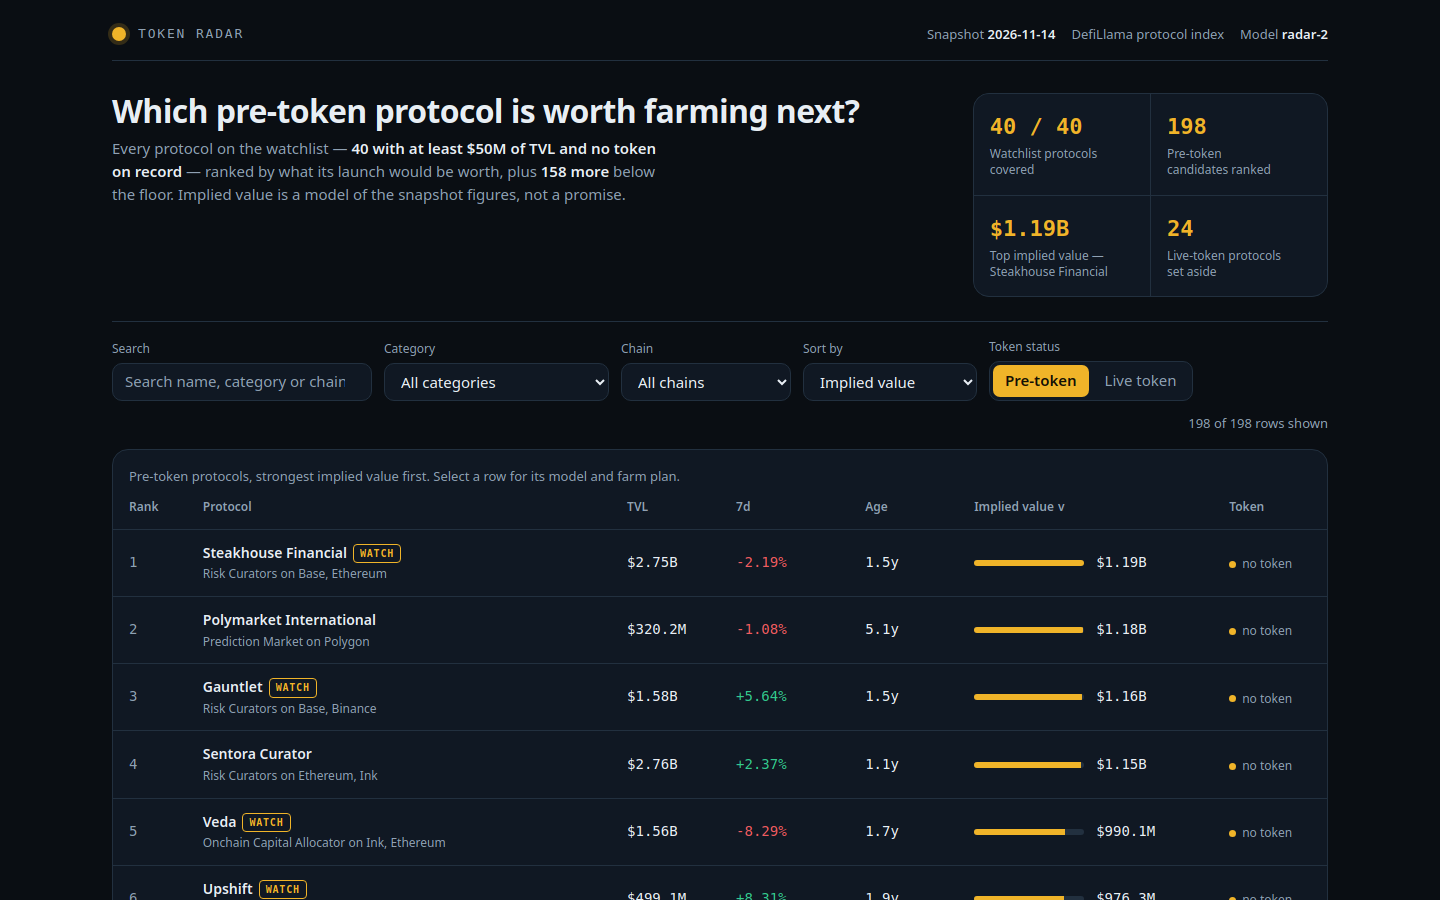 TOKEN RADAR
Snapshot 2026-11-14 DefiLlama protocol index Model radar-2
Which pre-token protocol is worth farming next?
Every protocol on the watchlist — 40 with at least $50M of TVL and no token
on record — ranked by what its launch would be worth, plus 158 more below
the floor. Implied value is a model of the snapshot figures, not a promise.
40 / 40
Watchlist protocols
covered
198
Pre-token
candidates ranked
$1.19B
Top implied value —
Steakhouse Financial
24
Live-token protocols
set aside
Search
Search name, category or chain
Category
All categories
Chain
All chains
Sort by
Implied value
Token status
Pre-token Live token
198 of 198 rows shown
Pre-token protocols, strongest implied value first. Select a row for its model and farm plan.
Rank Protocol TVL 7d Age Implied value v Token
1 Steakhouse Financial WATCH $2.75B -2.19% 1.5y $1.19B no token
Risk Curators on Base, Ethereum
2 Polymarket International $320.2M -1.08% 5.1y $1.18B no token
Prediction Market on Polygon
3 Gauntlet WATCH $1.58B +5.64% 1.5y $1.16B no token
Risk Curators on Base, Binance
4 Sentora Curator $2.76B +2.37% 1.1y $1.15B no token
Risk Curators on Ethereum, Ink
5 Veda WATCH $1.56B -8.29% 1.7y $990.1M no token
Onchain Capital Allocator on Ink, Ethereum
6 Upshift WATCH $499.1M +8.31% 1.9y $976.3M no token